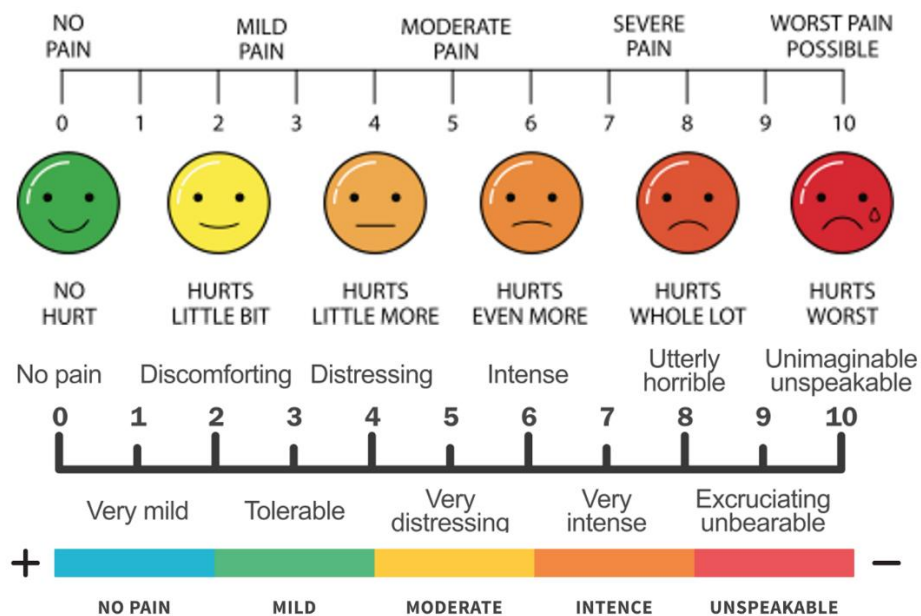 NO MILD MODERATE SEVERE WORST PAIN
PAIN PAIN PAIN PAIN POSSIBLE
0 1 2 3 4 5 6 7 8 9 10
NO HURTS HURTS HURTS HURTS HURTS
HURT LITTLE BIT LITTLE MORE EVEN MORE WHOLE LOT WORST
No pain Discomforting Distressing Intense Utterly horrible Unimaginable unspeakable
0 1 2 3 4 5 6 7 8 9 10
Very mild Tolerable Very distressing Very intense Excruciating unbearable
+ −
NO PAIN MILD MODERATE INTENCE UNSPEAKABLE